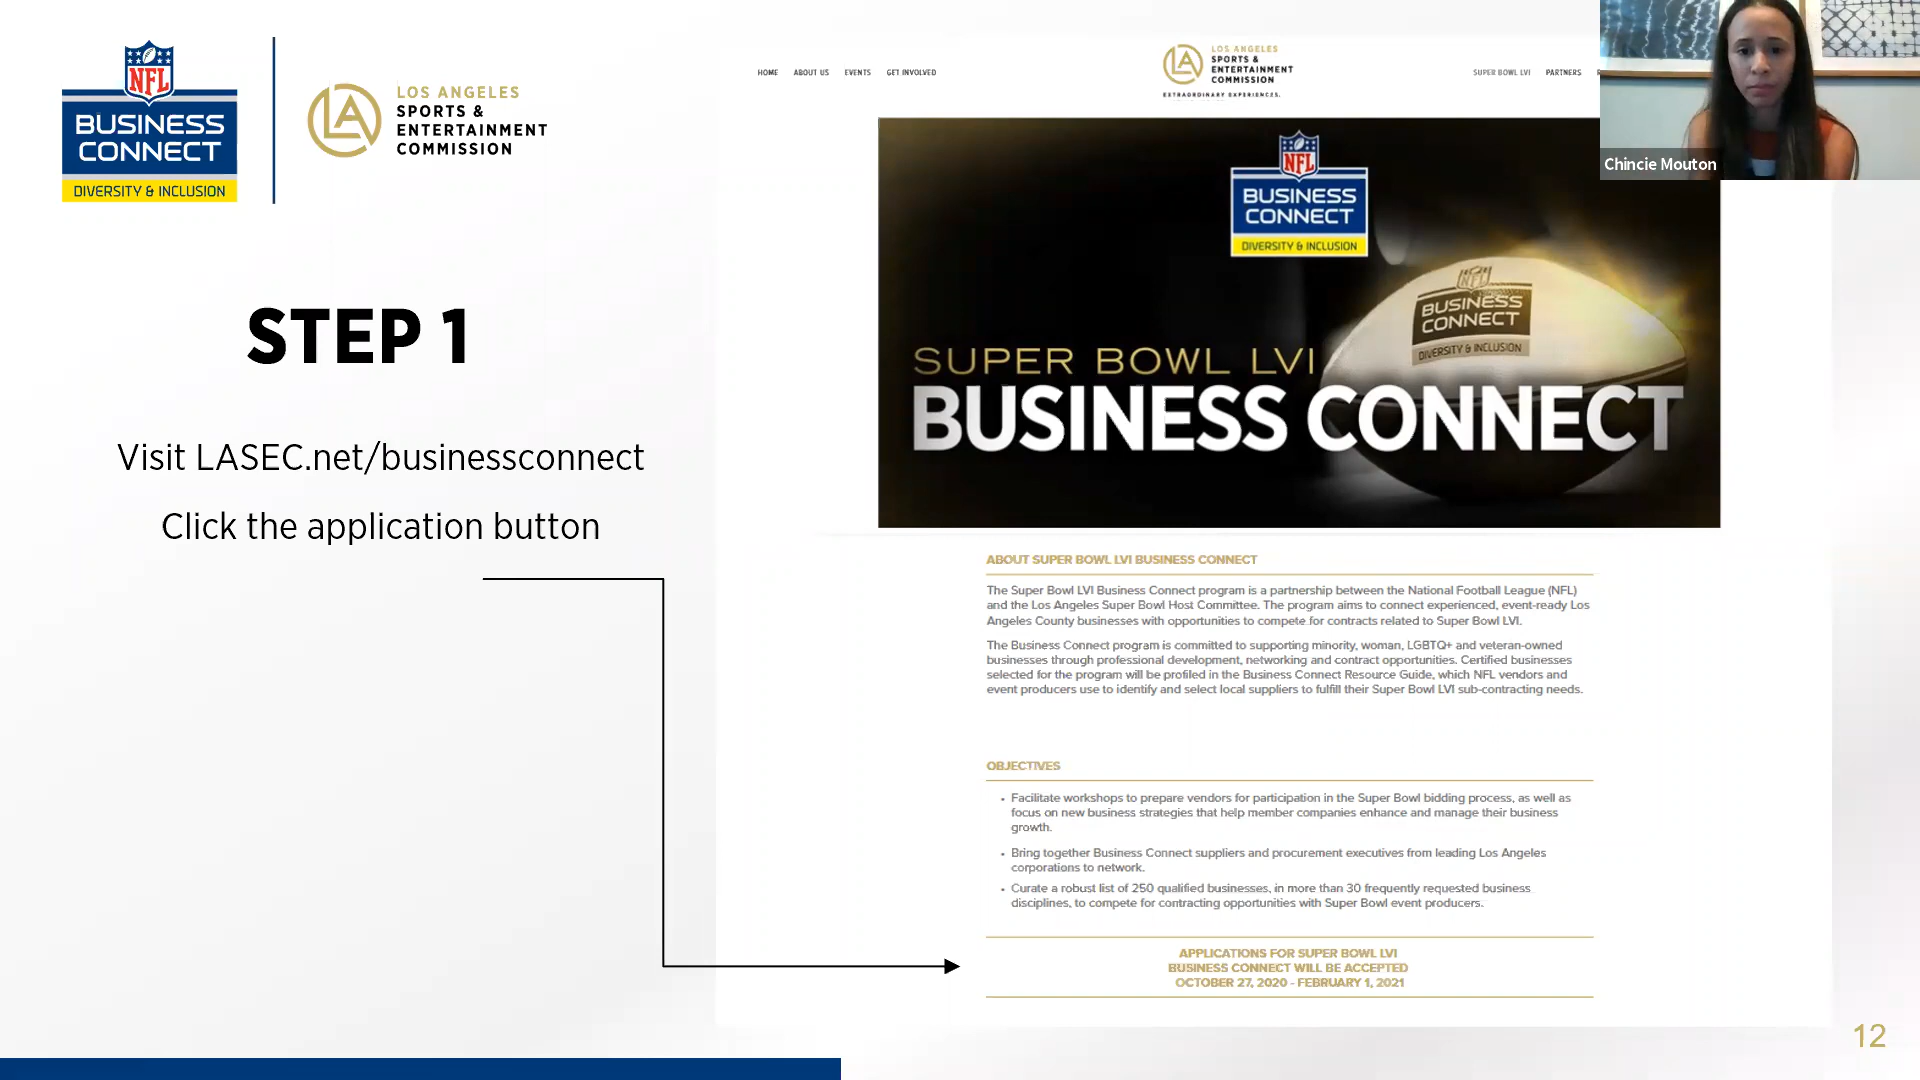 NFL
BUSINESS
CONNECT
DIVERSITY & INCLUSION
LA
LOS ANGELES
SPORTS &
ENTERTAINMENT
COMMISSION
STEP 1
Visit LASEC.net/businessconnect
Click the application button
HOME ABOUT US EVENTS GET INVOLVED
LA
LOS ANGELES
SPORTS &
ENTERTAINMENT
COMMISSION
EXTRAORDINARY EXPERIENCES.
SUPER BOWL LVI PARTNERS
Chincie Mouton
NFL
BUSINESS
CONNECT
DIVERSITY & INCLUSION
NFL
BUSINESS
CONNECT
DIVERSITY & INCLUSION
SUPER BOWL LVI
BUSINESS CONNECT
ABOUT SUPER BOWL LVI BUSINESS CONNECT
The Super Bowl LVI Business Connect program is a partnership between the National Football League (NFL)
and the Los Angeles Super Bowl Host Committee. The program aims to connect experienced, event-ready Los
Angeles County businesses with opportunities to compete for contracts related to Super Bowl LVI.
The Business Connect program is committed to supporting minority, woman, LGBTQ+ and veteran-owned
businesses through professional development, networking and contract opportunities. Certified businesses
selected for the program will be profiled in the Business Connect Resource Guide, which NFL vendors and
event producers use to identify and select local suppliers to fulfill their Super Bowl LVI sub-contracting needs.
OBJECTIVES
• Facilitate workshops to prepare vendors for participation in the Super Bowl bidding process, as well as
focus on new business strategies that help member companies enhance and manage their business
growth.
• Bring together Business Connect suppliers and procurement executives from leading Los Angeles
corporations to network.
• Curate a robust list of 250 qualified businesses, in more than 30 frequently requested business
disciplines, to compete for contracting opportunities with Super Bowl event producers.
APPLICATIONS FOR SUPER BOWL LVI
BUSINESS CONNECT WILL BE ACCEPTED
OCTOBER 27, 2020 - FEBRUARY 1, 2021
12